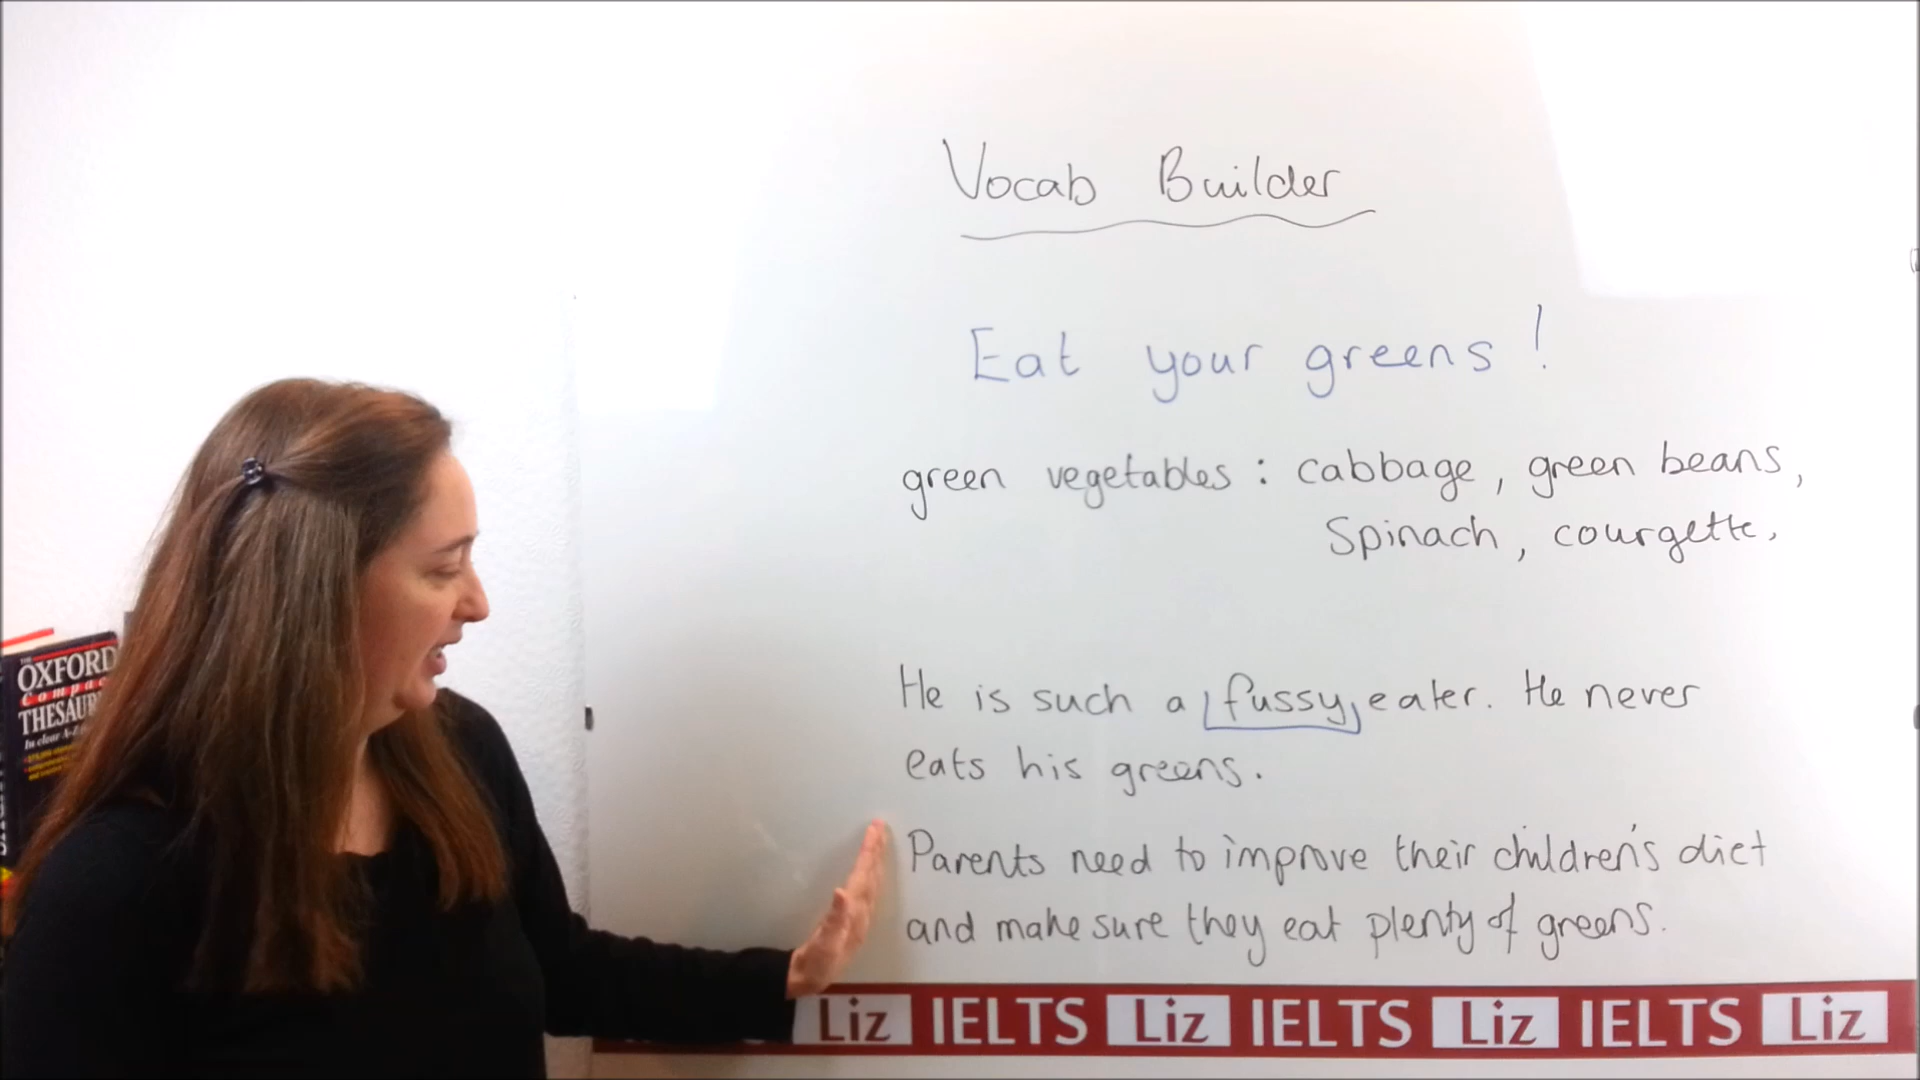 Vocab Builder
Eat your greens!
green vegetables : cabbage, green beans,
Spinach, courgette,
He is such a fussy eater. He never
eats his greens.
Parents need to improve their children's diet
and make sure they eat plenty of greens.
Liz IELTS Liz IELTS Liz IELTS Liz
THE
OXFORD
THESAU